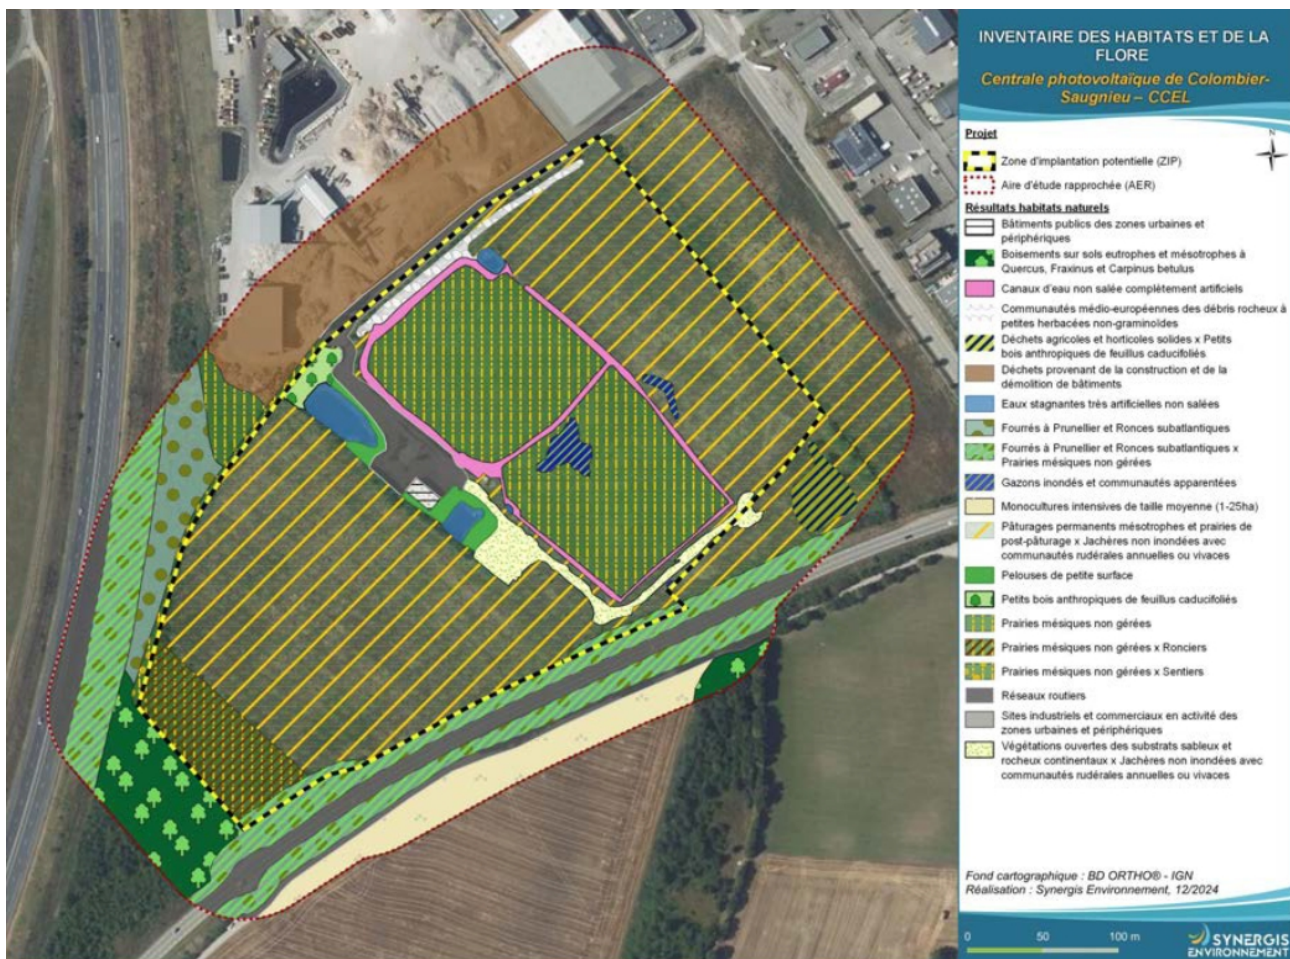 INVENTAIRE DES HABITATS ET DE LA
FLORE
Centrale photovoltaïque de Colombier-
Saugnieu – CCEL
Projet
Zone d'implantation potentielle (ZIP)
Aire d'étude rapprochée (AER)
Résultats habitats naturels
Bâtiments publics des zones urbaines et
périphériques
Boisements sur sols eutrophes et mésotrophes à
Quercus, Fraxinus et Carpinus betulus
Canaux d'eau non salée complètement artificiels
Communautés médio-européennes des débris rocheux à
petites herbacées non-graminoïdes
Déchets agricoles et horticoles solides x Petits
bois anthropiques de feuillus caducifoliés
Déchets provenant de la construction et de la
démolition de bâtiments
Eaux stagnantes très artificielles non salées
Fourrés à Prunellier et Ronces subatlantiques
Fourrés à Prunellier et Ronces subatlantiques x
Prairies mésiques non gérées
Gazons inondés et communautés apparentées
Monocultures intensives de taille moyenne (1-25ha)
Pâturages permanents mésotrophes et prairies de
post-pâturage x Jachères non inondées avec
communautés rudérales annuelles ou vivaces
Pelouses de petite surface
Petits bois anthropiques de feuillus caducifoliés
Prairies mésiques non gérées
Prairies mésiques non gérées x Ronciers
Prairies mésiques non gérées x Sentiers
Réseaux routiers
Sites industriels et commerciaux en activité des
zones urbaines et périphériques
Végétations ouvertes des substrats sableux et
rocheux continentaux x Jachères non inondées avec
communautés rudérales annuelles ou vivaces
Fond cartographique : BD ORTHO® - IGN
Réalisation : Synergis Environnement, 12/2024
0 50 100 m
SYNERGIS
ENVIRONNEMENT